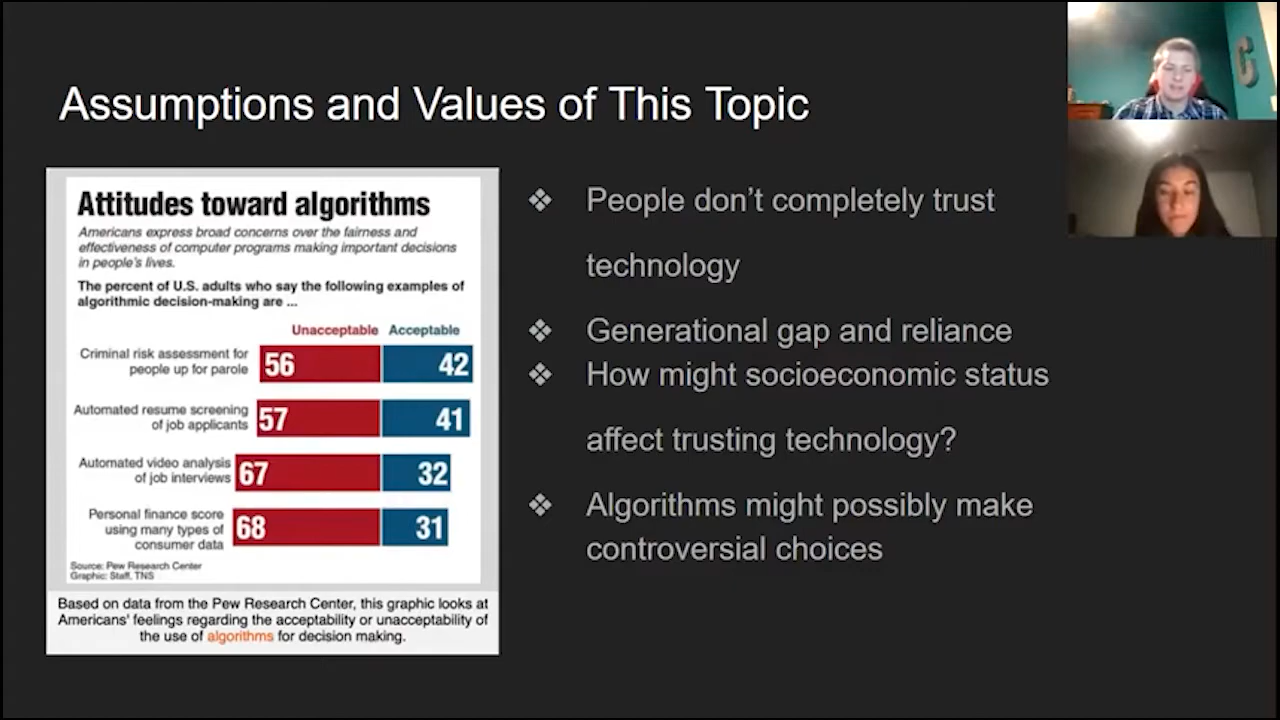 Assumptions and Values of This Topic
Attitudes toward algorithms
Americans express broad concerns over the fairness and
effectiveness of computer programs making important decisions
in people's lives.
The percent of U.S. adults who say the following examples of
algorithmic decision-making are ...
Unacceptable Acceptable
Criminal risk assessment for
people up for parole
56 42
Automated resume screening
of job applicants
57 41
Automated video analysis
of job interviews
67 32
Personal finance score
using many types of
consumer data
68 31
Source: Pew Research Center
Graphic: Staff, TNS
Based on data from the Pew Research Center, this graphic looks at
Americans' feelings regarding the acceptability or unacceptability of
the use of algorithms for decision making.
❖ People don’t completely trust
technology
❖ Generational gap and reliance
❖ How might socioeconomic status
affect trusting technology?
❖ Algorithms might possibly make
controversial choices
C